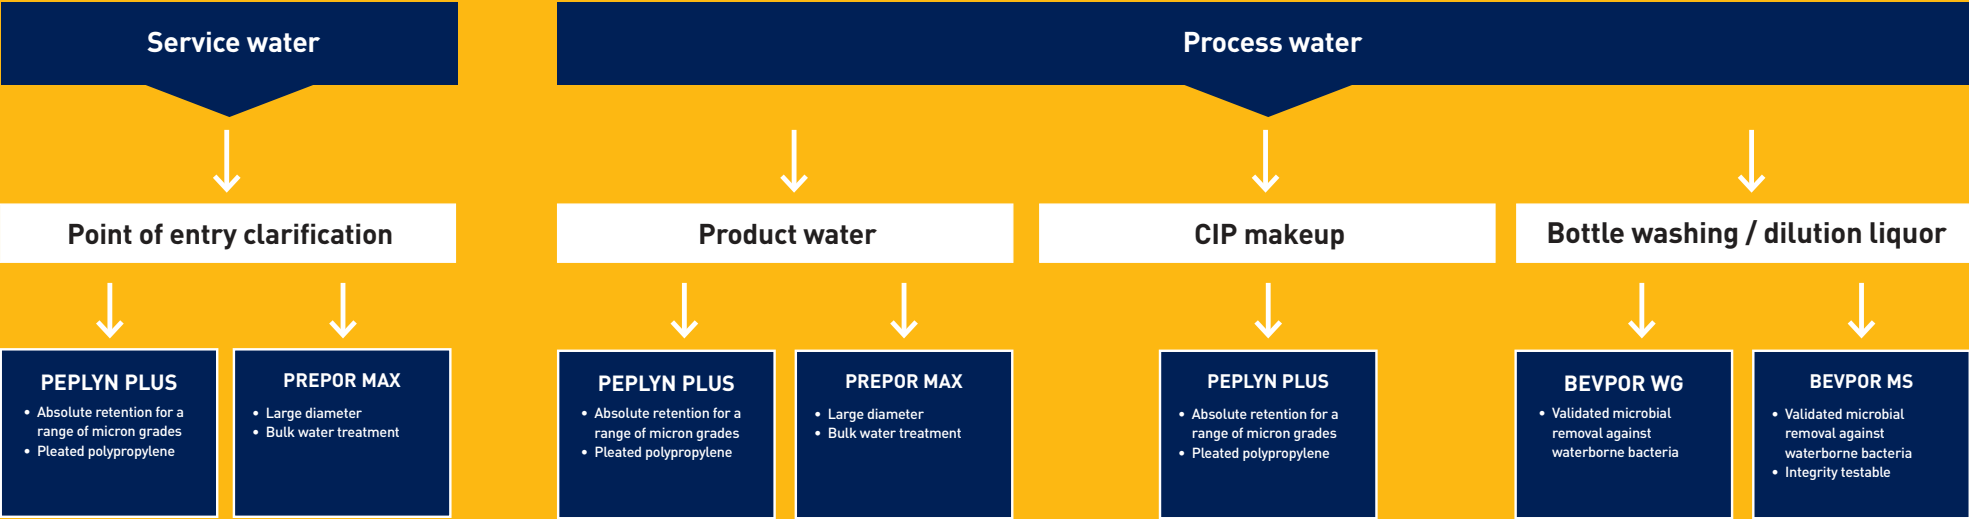 Service water
Process water
Point of entry clarification
Product water
CIP makeup
Bottle washing / dilution liquor
PEPLYN PLUS
• Absolute retention for a
range of micron grades
• Pleated polypropylene
PREPOR MAX
• Large diameter
• Bulk water treatment
PEPLYN PLUS
• Absolute retention for a
range of micron grades
• Pleated polypropylene
PREPOR MAX
• Large diameter
• Bulk water treatment
PEPLYN PLUS
• Absolute retention for a
range of micron grades
• Pleated polypropylene
BEVPOR WG
• Validated microbial
removal against
waterborne bacteria
BEVPOR MS
• Validated microbial
removal against
waterborne bacteria
• Integrity testable